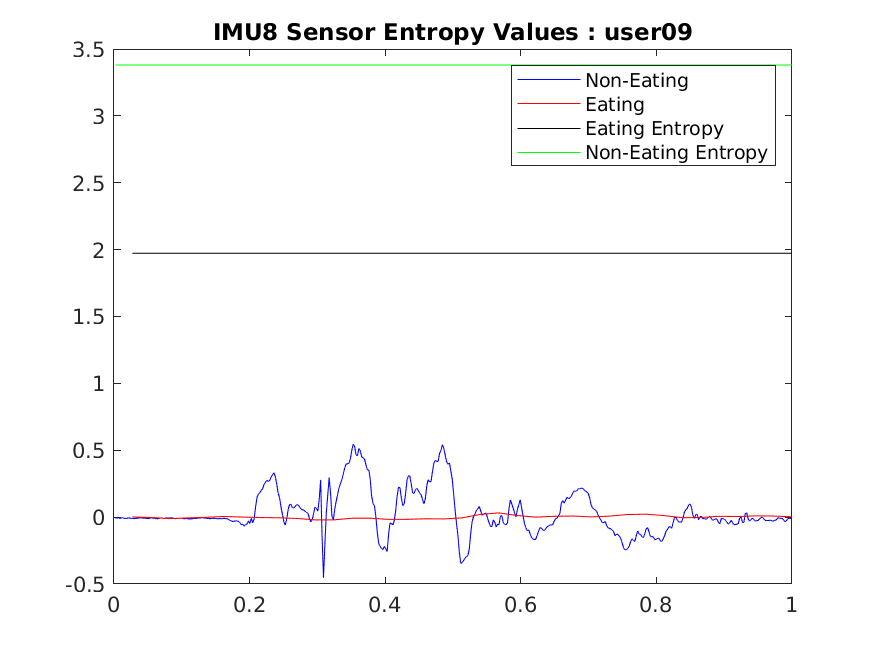 IMU8 Sensor Entropy Values : user09
3.5
3
2.5
2
1.5
1
0.5
0
-0.5
Non-Eating
Eating
Eating Entropy
Non-Eating Entropy
0 0.2 0.4 0.6 0.8 1